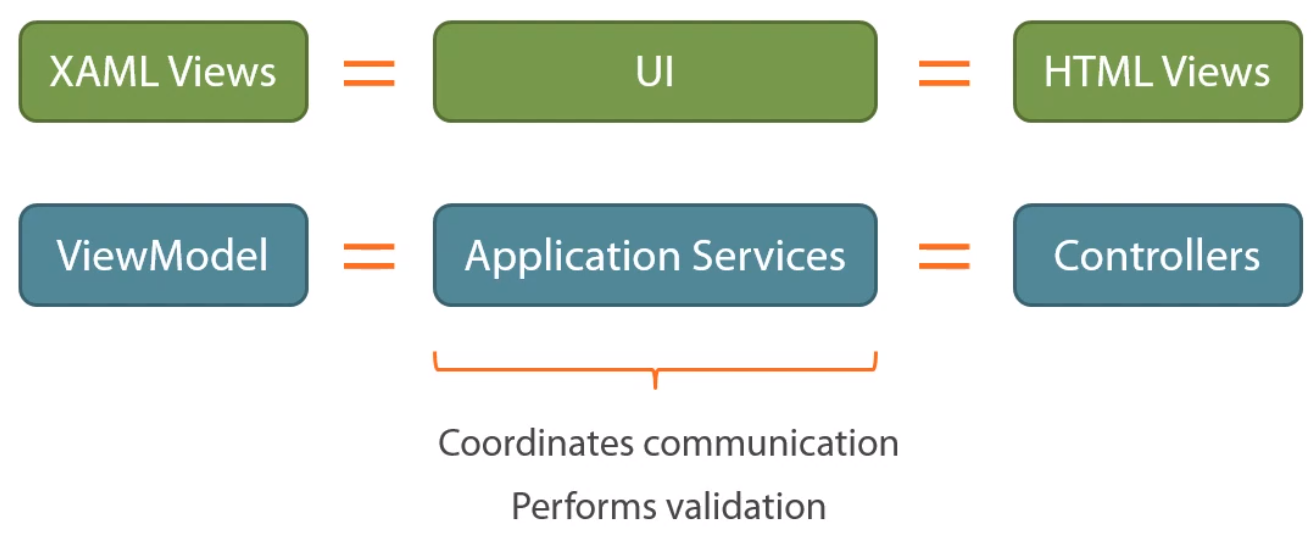 XAML Views = UI = HTML Views
ViewModel = Application Services = Controllers
Coordinates communication
Performs validation